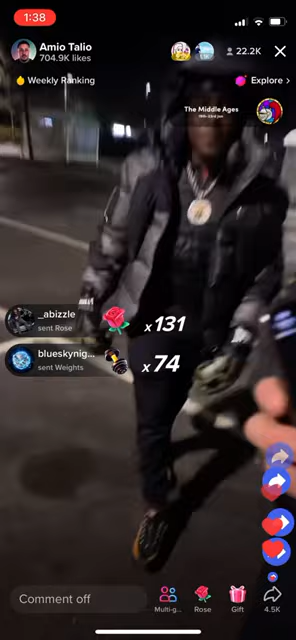 1:38
Amio Talio
704.9K likes
22.2K
Weekly Ranking
Explore >
The Middle Ages
_abizzle
sent Rose
x131
blueskynig...
sent Weights
x74
Comment off
Multi-g...
Rose
Gift
4.5K